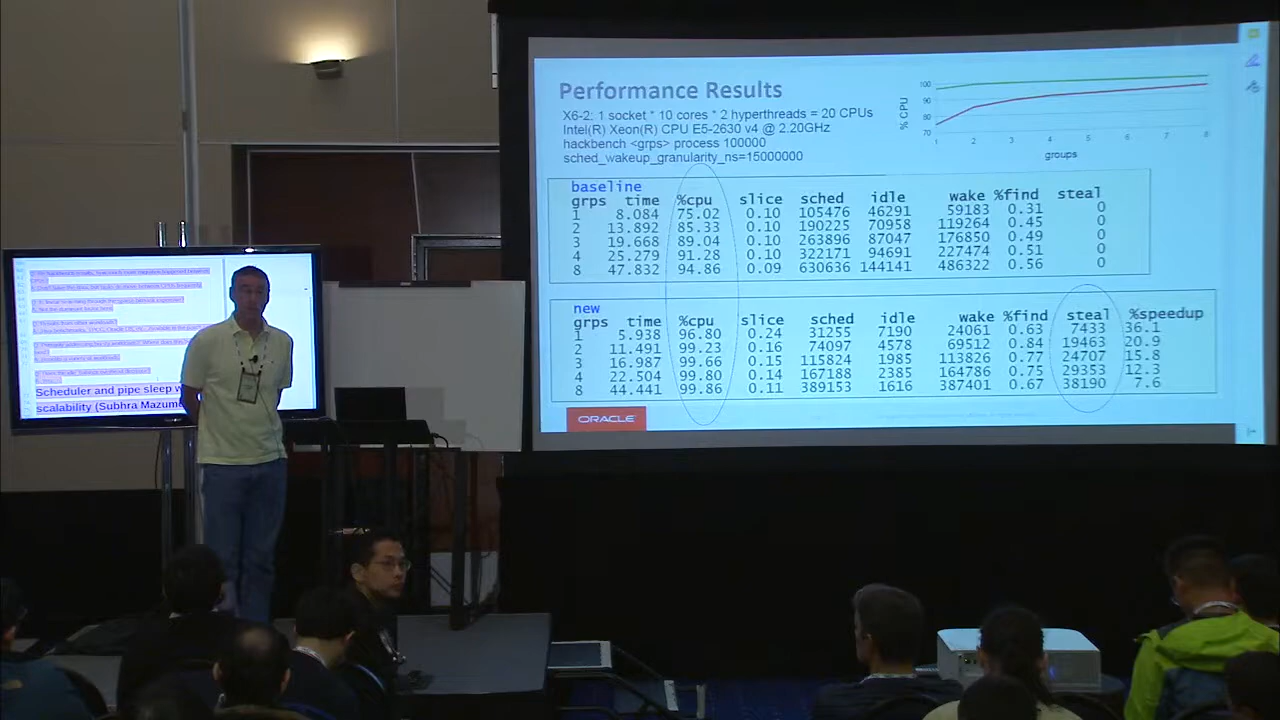 Performance Results
X6-2: 1 socket * 10 cores * 2 hyperthreads = 20 CPUs
Intel(R) Xeon(R) CPU E5-2630 v4 @ 2.20GHz
hackbench <grps> process 100000
sched_wakeup_granularity_ns=15000000
% CPU
100
90
80
70
1 2 3 4 5 6 7 8
groups
baseline
grps time %cpu slice sched idle wake %find steal
1 8.084 75.02 0.10 105476 46291 59183 0.31 0
2 13.892 85.33 0.10 190225 70958 119264 0.45 0
3 19.668 89.04 0.10 263896 87047 176850 0.49 0
4 25.279 91.28 0.10 322171 94691 227474 0.51 0
8 47.832 94.86 0.09 630636 144141 486322 0.56 0
new
grps time %cpu slice sched idle wake %find steal %speedup
1 5.938 96.80 0.24 31255 7190 24061 0.63 7433 36.1
2 11.491 99.23 0.16 74097 4578 69512 0.84 19463 20.9
3 16.987 99.66 0.15 115824 1985 113826 0.77 24707 15.8
4 22.504 99.80 0.14 167188 2385 164786 0.75 29353 12.3
8 44.441 99.86 0.11 389153 1616 387401 0.67 38190 7.6
ORACLE
Scheduler and pipe sleep
scalability (Subhra